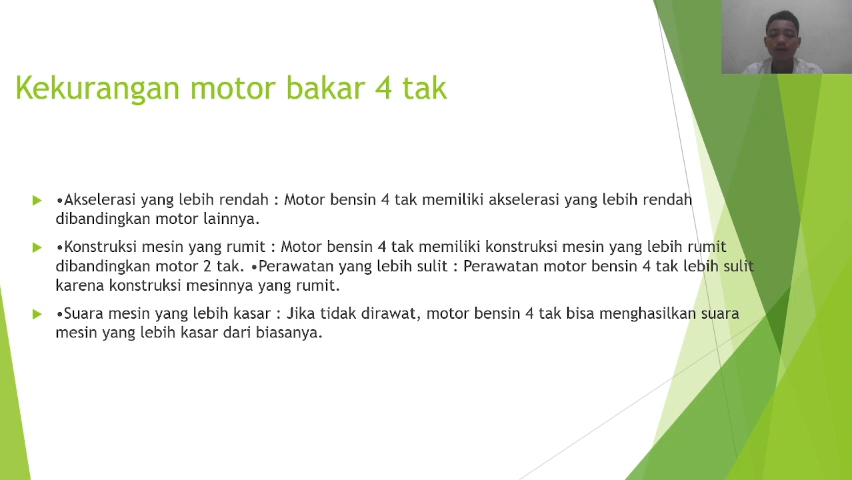 Kekurangan motor bakar 4 tak
•Akselerasi yang lebih rendah : Motor bensin 4 tak memiliki akselerasi yang lebih rendah
dibandingkan motor lainnya.
•Konstruksi mesin yang rumit : Motor bensin 4 tak memiliki konstruksi mesin yang lebih rumit
dibandingkan motor 2 tak. •Perawatan yang lebih sulit : Perawatan motor bensin 4 tak lebih sulit
karena konstruksi mesinnya yang rumit.
•Suara mesin yang lebih kasar : Jika tidak dirawat, motor bensin 4 tak bisa menghasilkan suara
mesin yang lebih kasar dari biasanya.